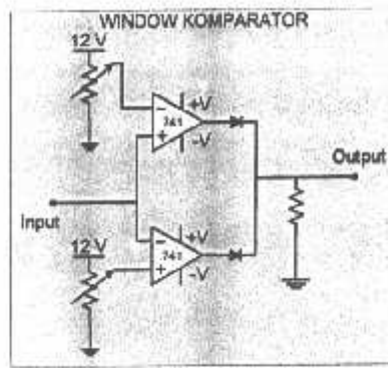 WINDOW KOMPARATOR
12 V
- 741 +V
+ -V
Output
Input
12 V
- 741 +V
+ -V